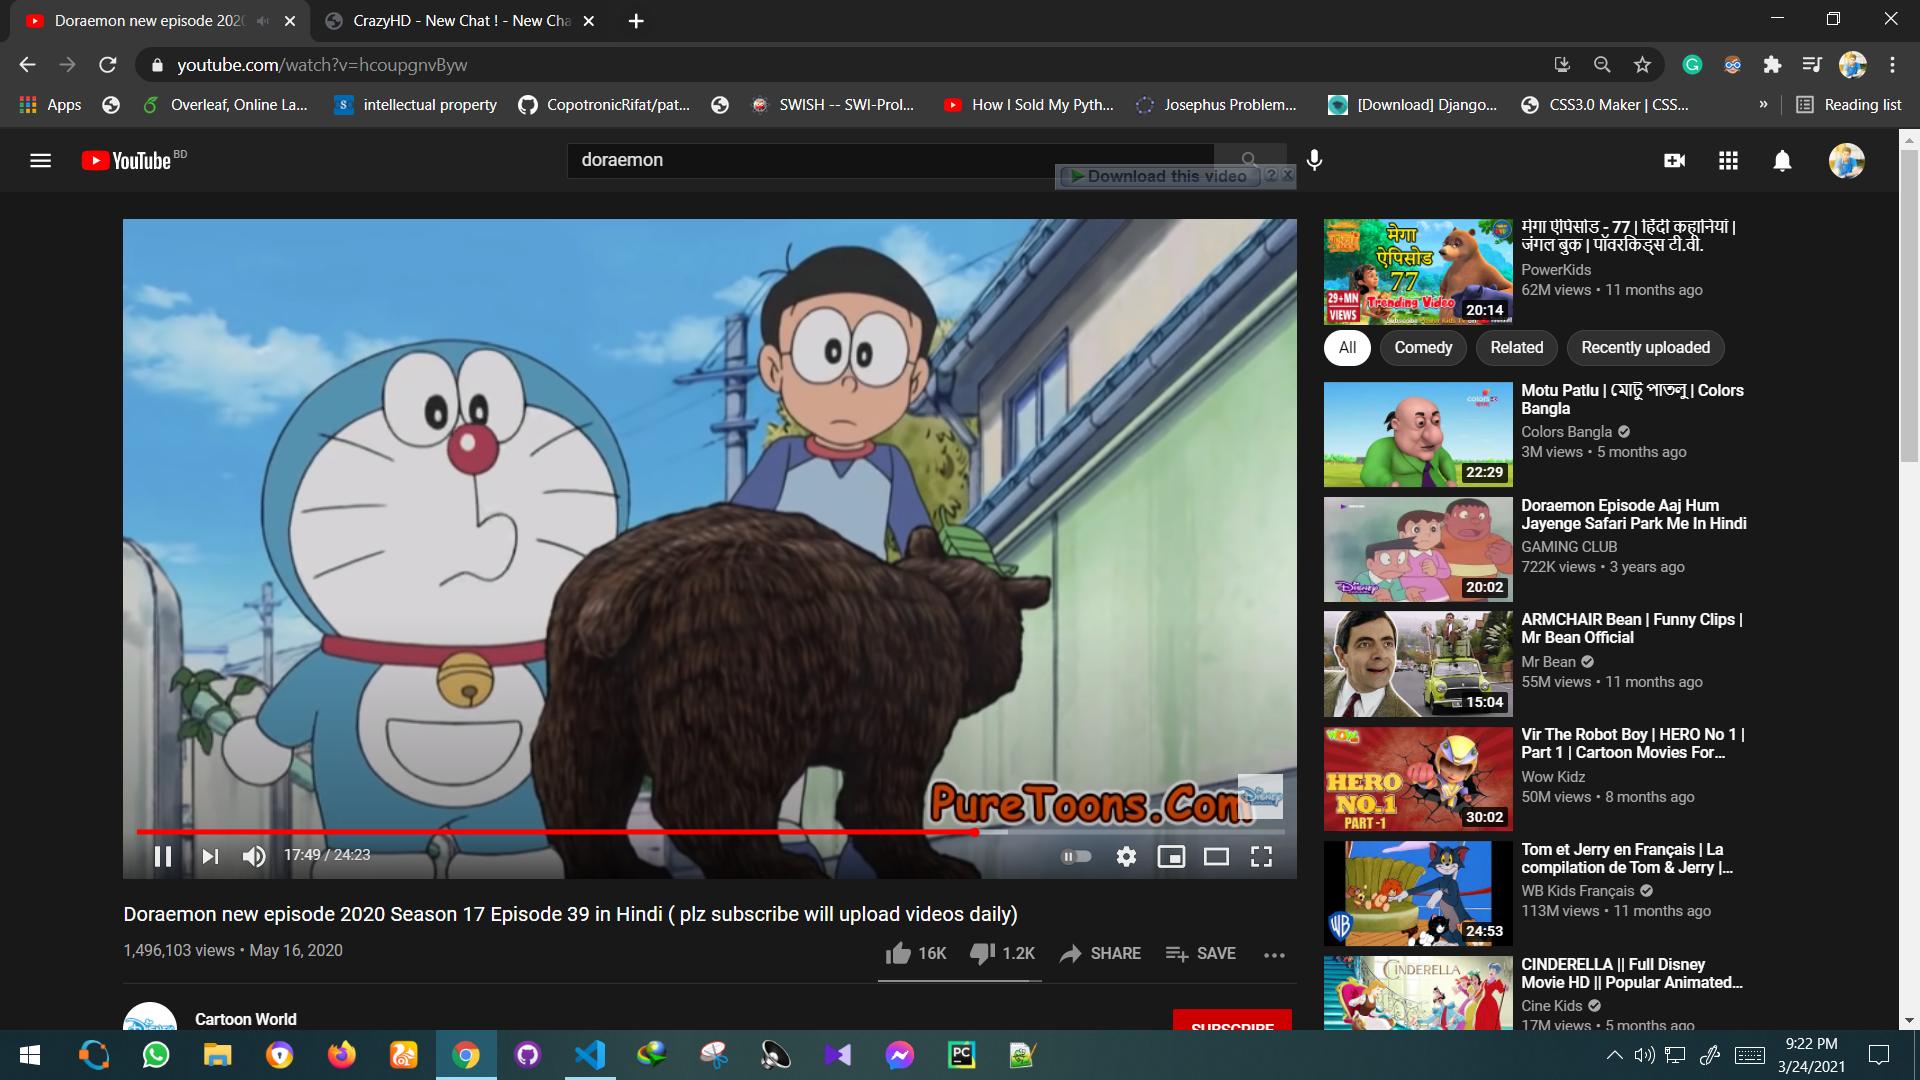 Doraemon new episode 202
CrazyHD - New Chat ! - New Cha
youtube.com/watch?v=hcoupgnvByw
Apps
Overleaf, Online La...
intellectual property
CopotronicRifat/pat...
SWISH -- SWI-Prol...
How I Sold My Pyth...
Josephus Problem...
[Download] Django...
CSS3.0 Maker | CSS...
»
Reading list
YouTube BD
doraemon
Download this video
मेगा ऐपिसोड 77
29+MN VIEWS
Trending Video
20:14
मेगा ऐपिसोड - 77 | हिंदी कहानियां |
जंगल बुक | पॉवरकिड्स टी.वी.
PowerKids
62M views • 11 months ago
All
Comedy
Related
Recently uploaded
22:29
Motu Patlu | মোটু পাতলু | Colors
Bangla
Colors Bangla
3M views • 5 months ago
20:02
Doraemon Episode Aaj Hum
Jayenge Safari Park Me In Hindi
GAMING CLUB
722K views • 3 years ago
15:04
ARMCHAIR Bean | Funny Clips |
Mr Bean Official
Mr Bean
55M views • 11 months ago
HERO
NO.1
PART -1
30:02
Vir The Robot Boy | HERO No 1 |
Part 1 | Cartoon Movies For...
Wow Kidz
50M views • 8 months ago
WB
24:53
Tom et Jerry en Français | La
compilation de Tom & Jerry |...
WB Kids Français
113M views • 11 months ago
CINDERELLA
CINDERELLA || Full Disney
Movie HD || Popular Animated...
Cine Kids
17M views • 5 months ago
PureToons.Com
17:49 / 24:23
Doraemon new episode 2020 Season 17 Episode 39 in Hindi ( plz subscribe will upload videos daily)
1,496,103 views • May 16, 2020
16K
1.2K
SHARE
SAVE
Cartoon World
SUBSCRIBE
9:22 PM
3/24/2021